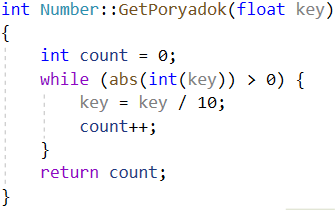 int Number::GetPoryadok(float key)
{
int count = 0;
while (abs(int(key)) > 0) {
key = key / 10;
count++;
}
return count;
}